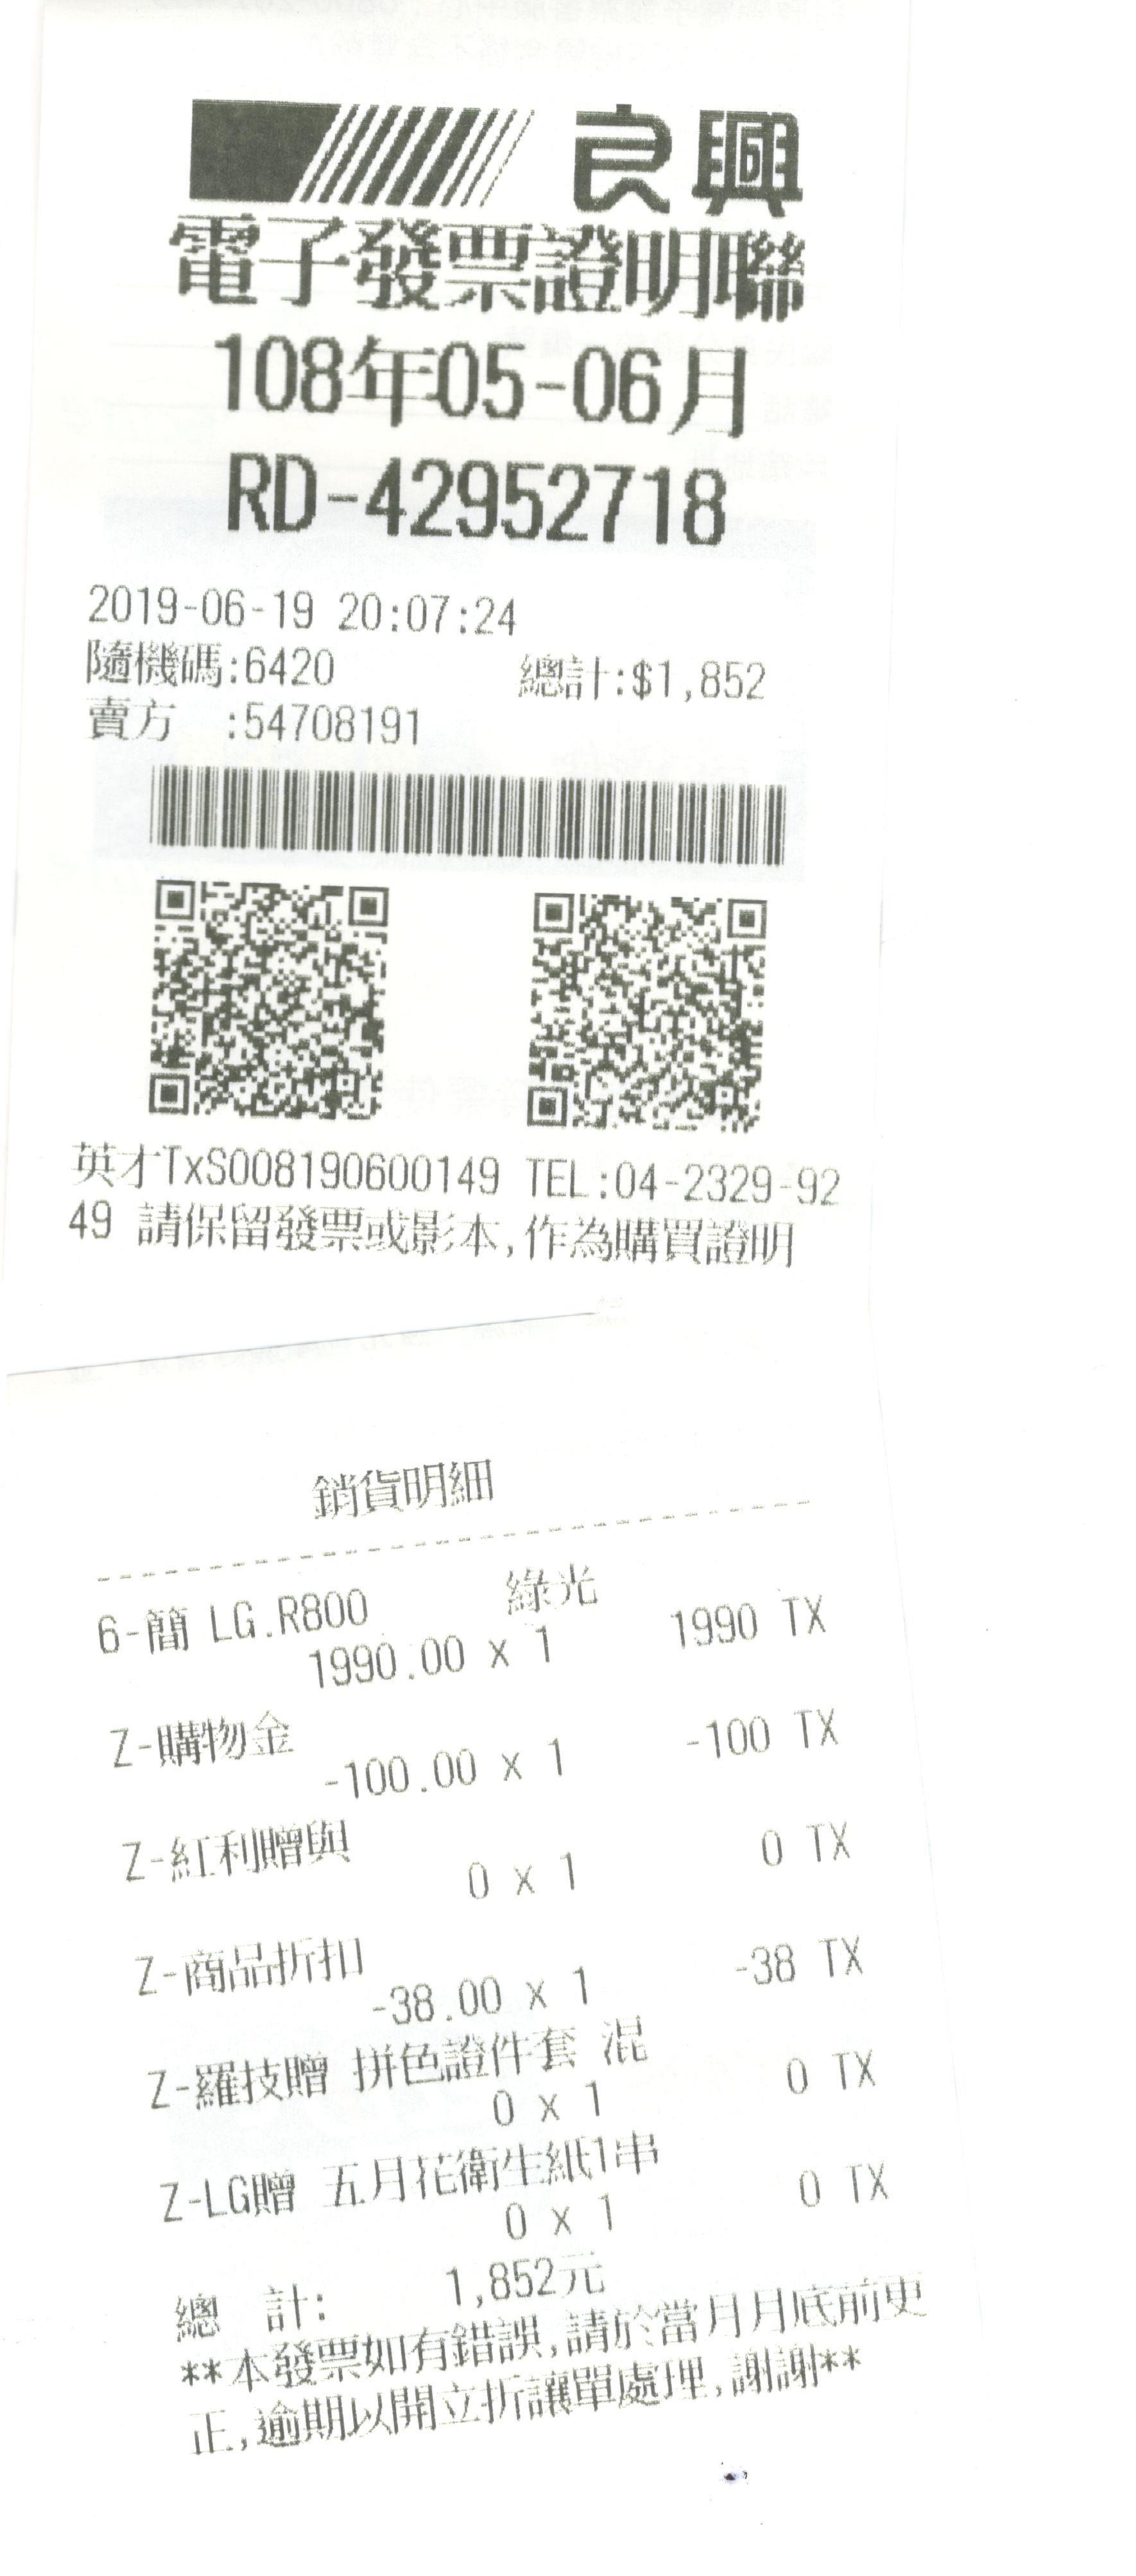 良興
電子發票證明聯
108年05-06月
RD-42952718
2019-06-19 20:07:24
隨機碼:6420 總計:$1,852
賣方 :54708191
英才TxS008190600149 TEL:04-2329-92
49 請保留發票或影本,作為購買證明
銷貨明細
6-簡 LG.R800 綠光
1990.00 x 1 1990 TX
Z-購物金
-100.00 x 1 -100 TX
Z-紅利贈與
0 x 1 0 TX
Z-商品折扣
-38.00 x 1 -38 TX
Z-羅技贈 拼色證件套 混
0 x 1 0 TX
Z-LG贈 五月花衛生紙1串
0 x 1 0 TX
總 計: 1,852元
**本發票如有錯誤,請於當月月底前更
正,逾期以開立折讓單處理,謝謝**